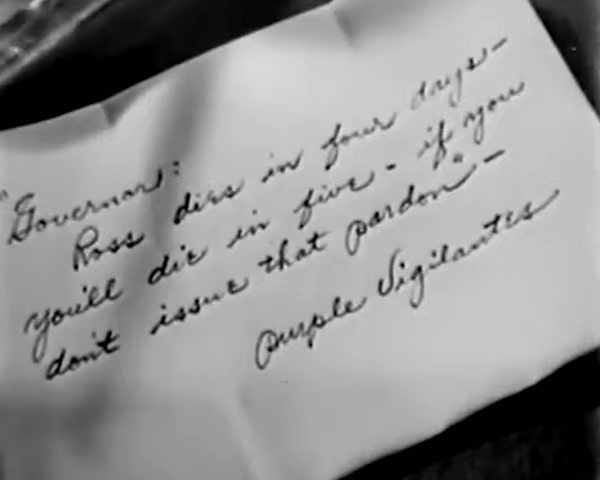 "Governor:
Ross dies in four days—
you'll die in five - if you
don't issue that pardon"—
Purple Vigilantes